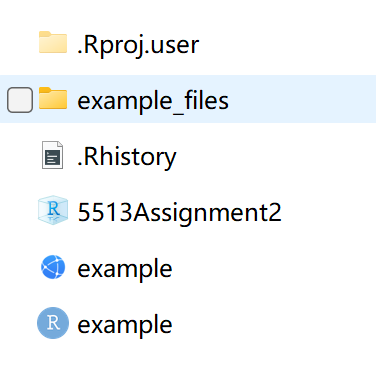 .Rproj.user
example_files
.Rhistory
R 5513Assignment2
example
R example